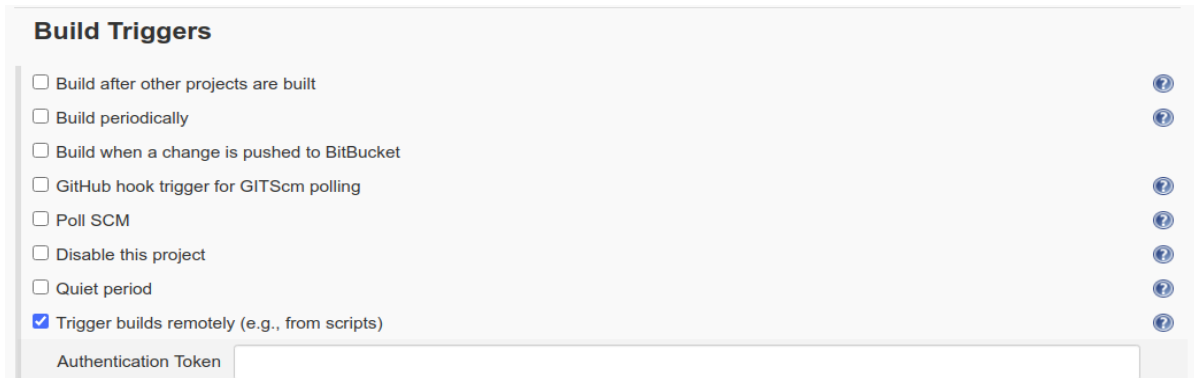 Build Triggers
Build after other projects are built
Build periodically
Build when a change is pushed to BitBucket
GitHub hook trigger for GITScm polling
Poll SCM
Disable this project
Quiet period
Trigger builds remotely (e.g., from scripts)
Authentication Token